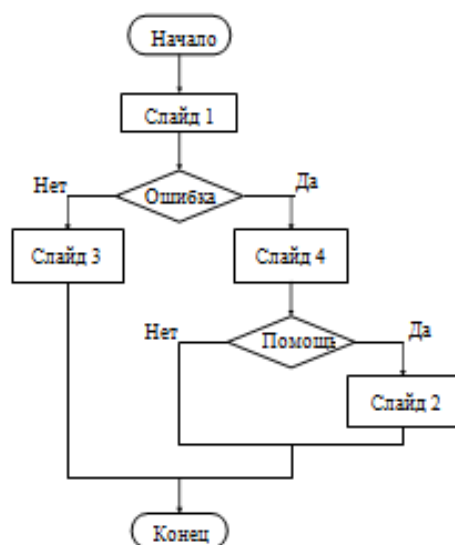 Начало
Слайд 1
Нет
Ошибка
Да
Слайд 3
Слайд 4
Нет
Помощь
Да
Слайд 2
Конец